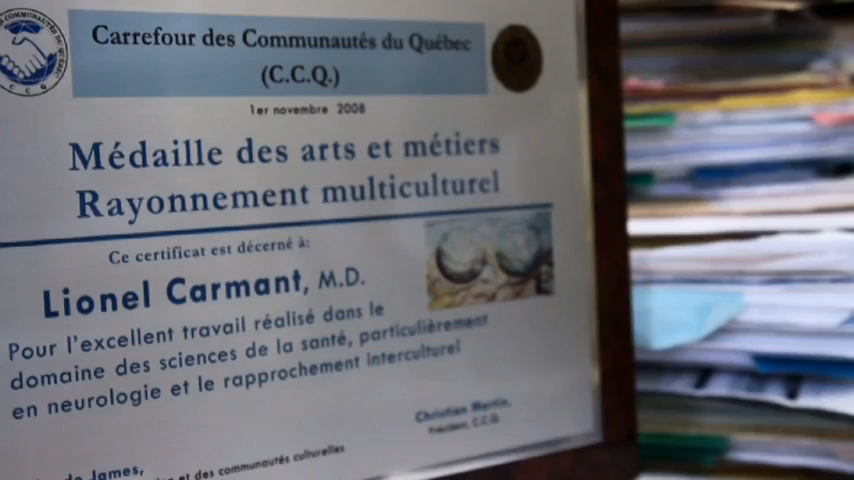 Carrefour des Communautés du Québec
(C.C.Q.)
1er novembre 2008
Médaille des arts et métiers
Rayonnement multiculturel
Ce certificat est décerné à:
Lionel Carmant, M.D.
Pour l'excellent travail réalisé dans le
domaine des sciences de la santé, particulièrement
en neurologie et le rapprochement interculturel
Christian Martin,
Président, C.C.Q.
James,
et des communautés culturelles